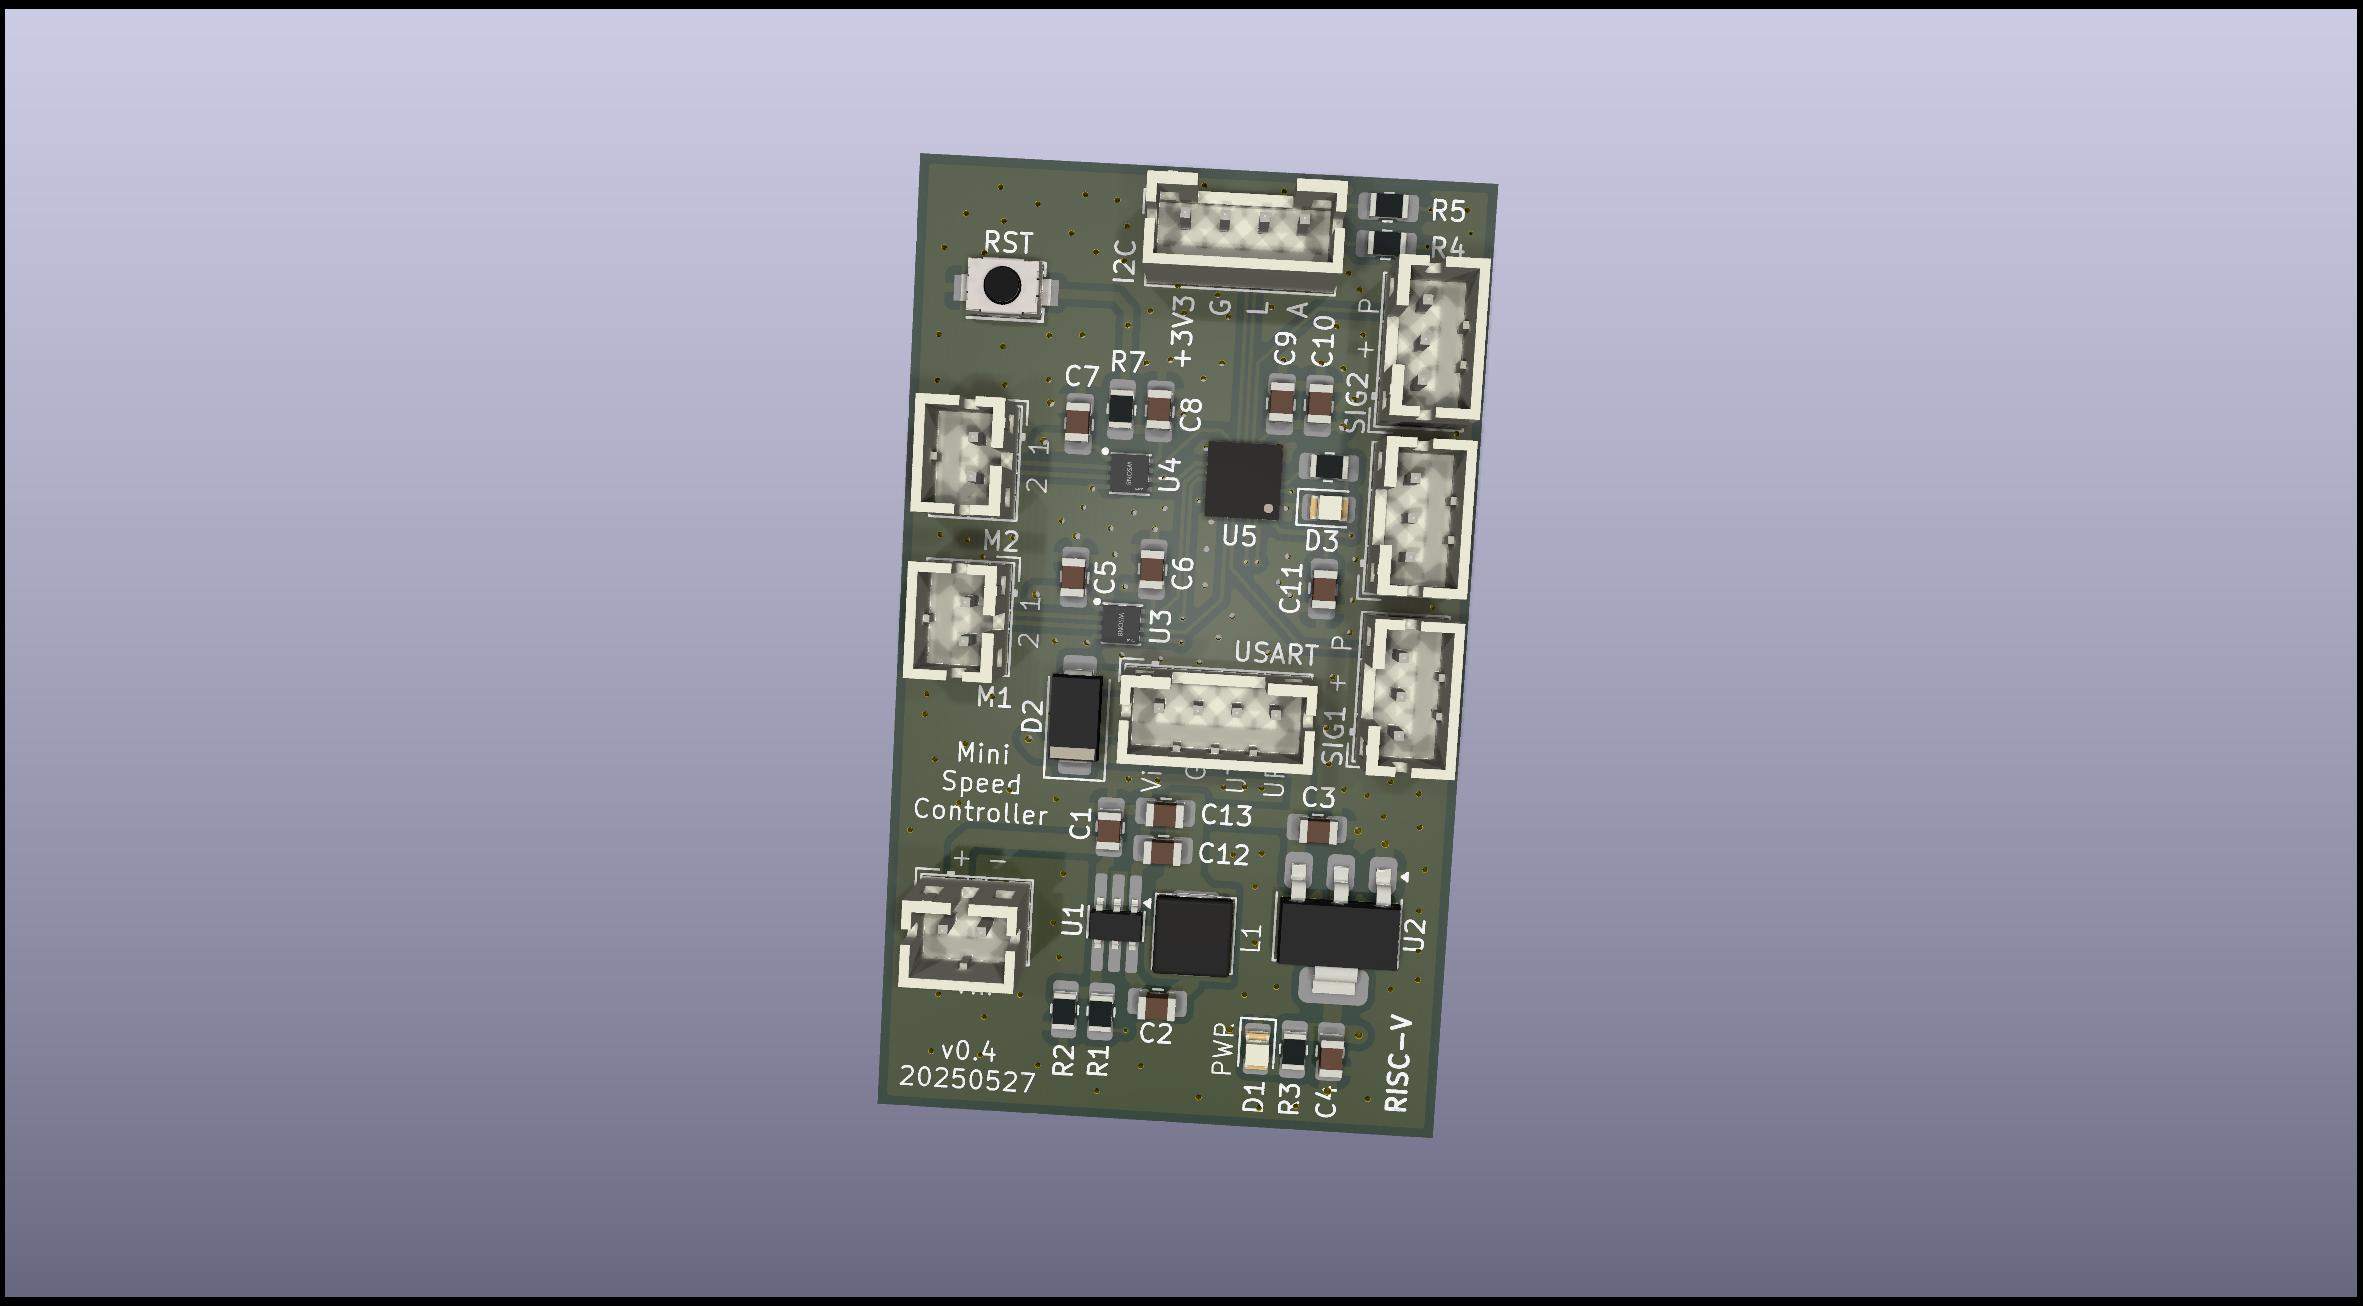 R5
R4
RST
I2C
+3V3
G
L
A
P
+
SIG2
C9
C10
R7
C7
C8
1
2
U4
M2
U5
D3
C5
C6
C11
1
2
U3
M1
USART
P
+
SIG1
D2
Mini
Speed
Controller
C1
C13
C12
C3
+ −
U1
L1
U2
C2
R2
R1
v0.4
20250527
PWR
D1
R3
C4
RISC-V